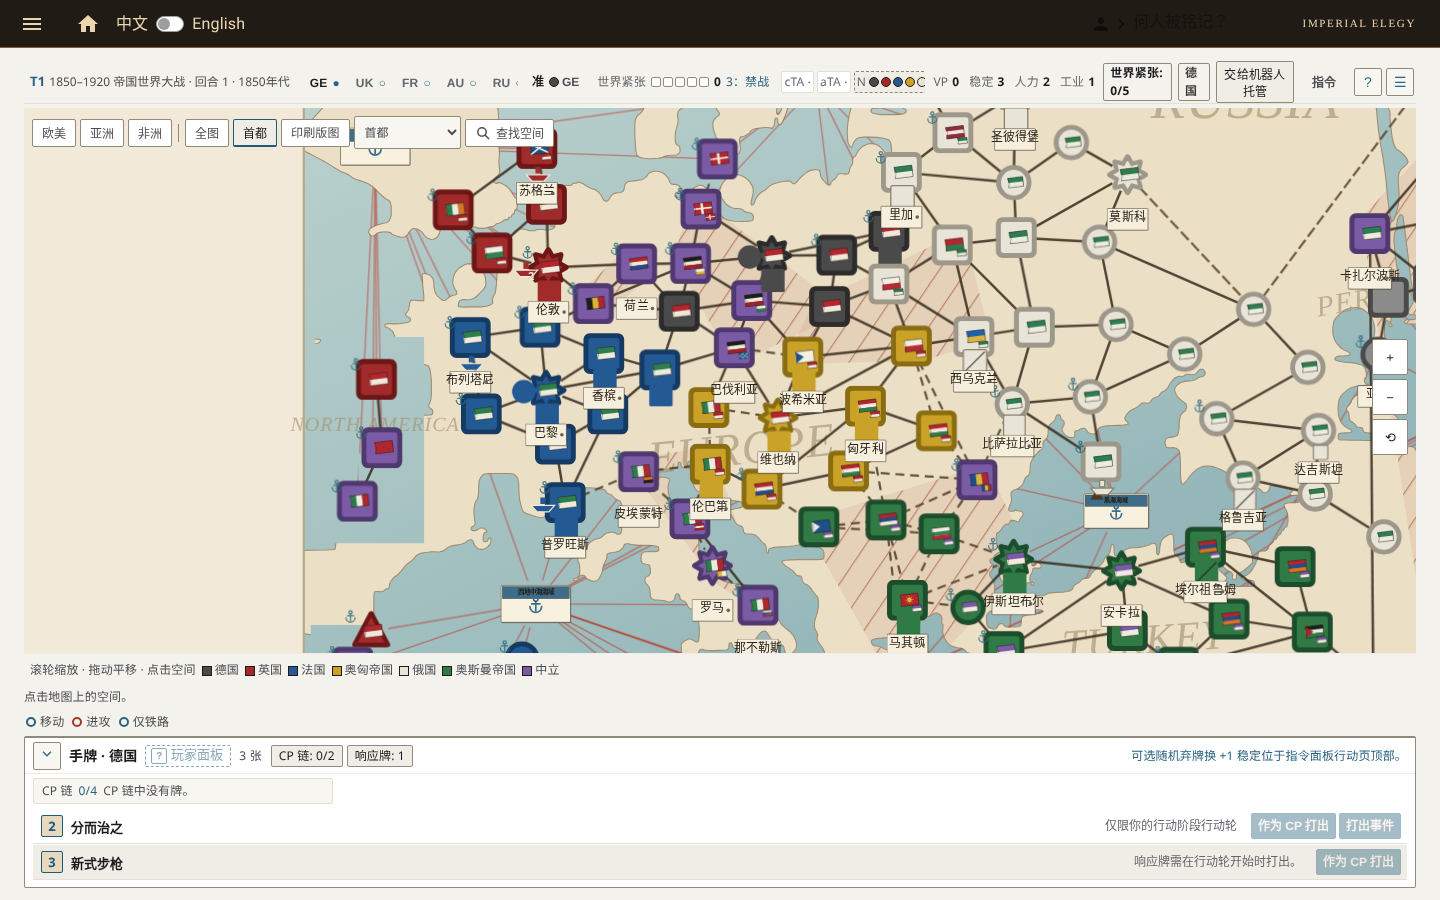 中文 English
何人被铭记？
IMPERIAL ELEGY
T1 1850–1920 帝国世界大战 · 回合 1 · 1850年代
GE UK FR AU RU
准 GE
世界紧张 0 3：禁战
cTA · aTA · N
VP 0 稳定 3 人力 2 工业 1
世界紧张: 0/5
德国
交给机器人托管
指令
?
欧美 亚洲 非洲 全图 首都 印刷版图 首都 查找空间
RUSSIA
圣彼得堡
苏格兰
里加
莫斯科
卡扎尔波斯
PER
伦敦
荷兰
布列塔尼
香槟
巴伐利亚
波希米亚
西乌克兰
NORTH AMERICA
EUROPE
巴黎
维也纳
匈牙利
比萨拉比亚
达吉斯坦
皮埃蒙特
伦巴第
格鲁吉亚
普罗旺斯
黑海海域
西地中海海域
罗马
伊斯坦布尔
安卡拉
埃尔祖鲁姆
马其顿
TURKEY
那不勒斯
+
−
⟲
滚轮缩放 · 拖动平移 · 点击空间 德国 英国 法国 奥匈帝国 俄国 奥斯曼帝国 中立
点击地图上的空间。
移动 进攻 仅铁路
手牌 · 德国 ? 玩家面板 3 张 CP 链: 0/2 响应牌: 1
可选随机弃牌换 +1 稳定位于指令面板行动页顶部。
CP 链 0/4 CP 链中没有牌。
2 分而治之 仅限你的行动阶段行动轮 作为 CP 打出 打出事件
3 新式步枪 响应牌需在行动轮开始时打出。 作为 CP 打出